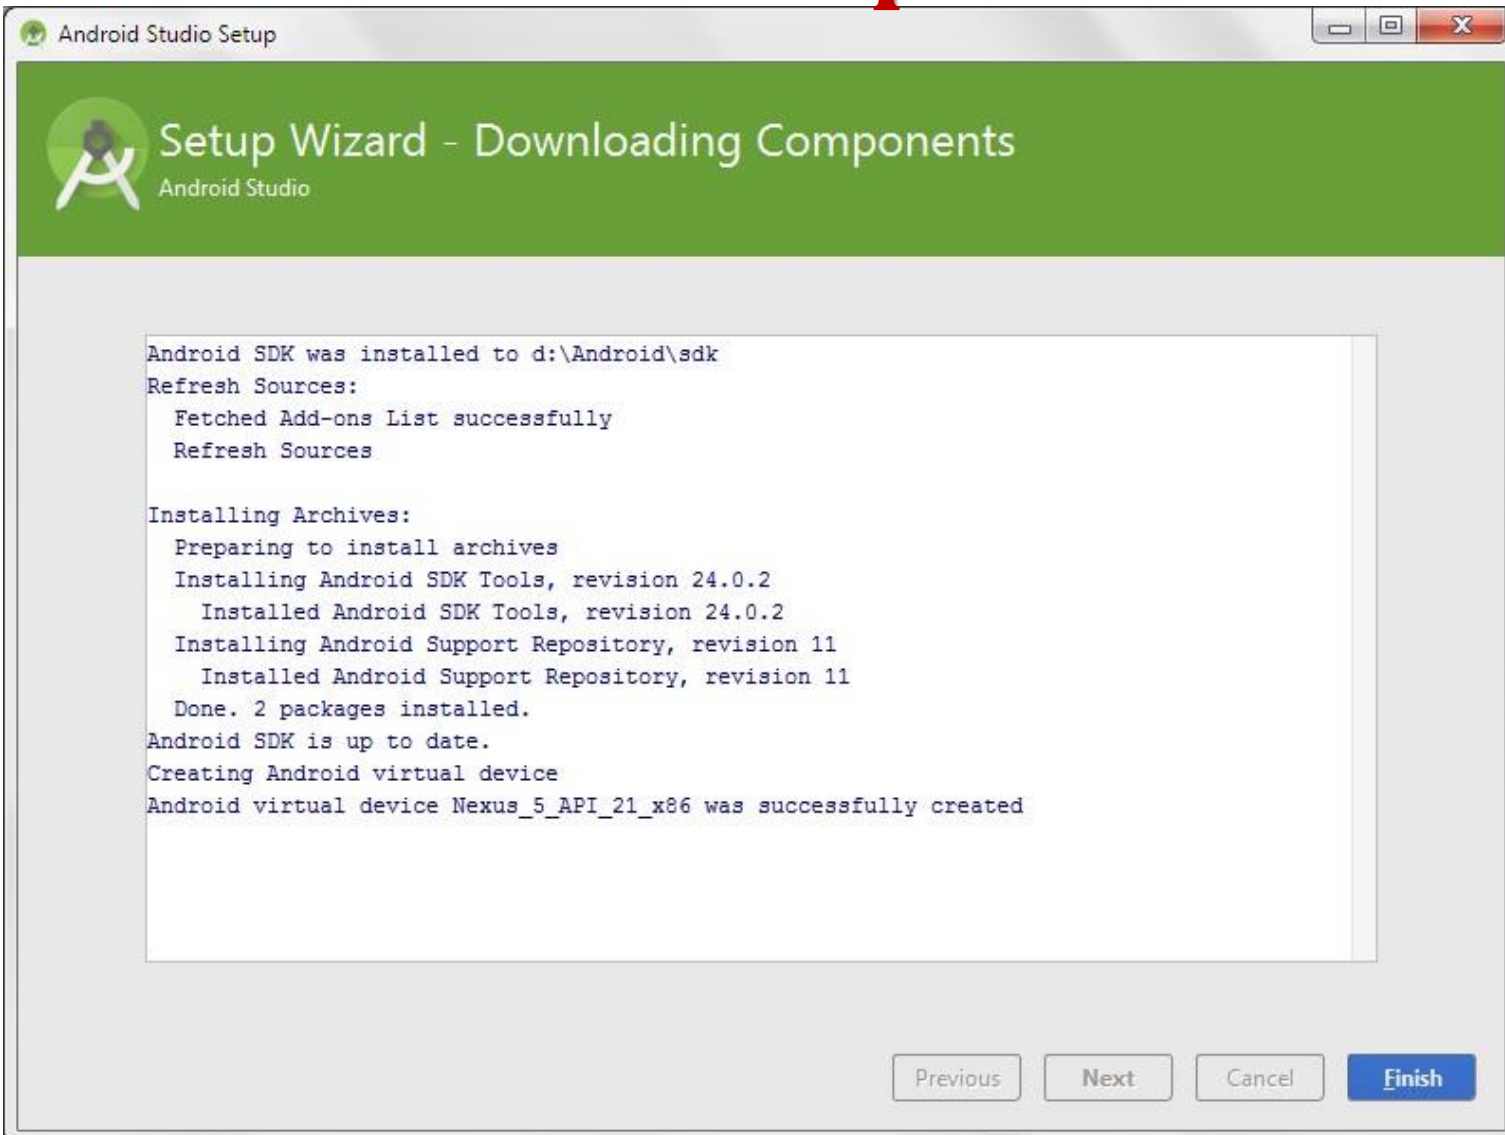 Android Studio Setup
Setup Wizard - Downloading Components
Android Studio
Android SDK was installed to d:\Android\sdk
Refresh Sources:
  Fetched Add-ons List successfully
  Refresh Sources

Installing Archives:
  Preparing to install archives
  Installing Android SDK Tools, revision 24.0.2
    Installed Android SDK Tools, revision 24.0.2
  Installing Android Support Repository, revision 11
    Installed Android Support Repository, revision 11
  Done. 2 packages installed.
Android SDK is up to date.
Creating Android virtual device
Android virtual device Nexus_5_API_21_x86 was successfully created
Previous Next Cancel Finish